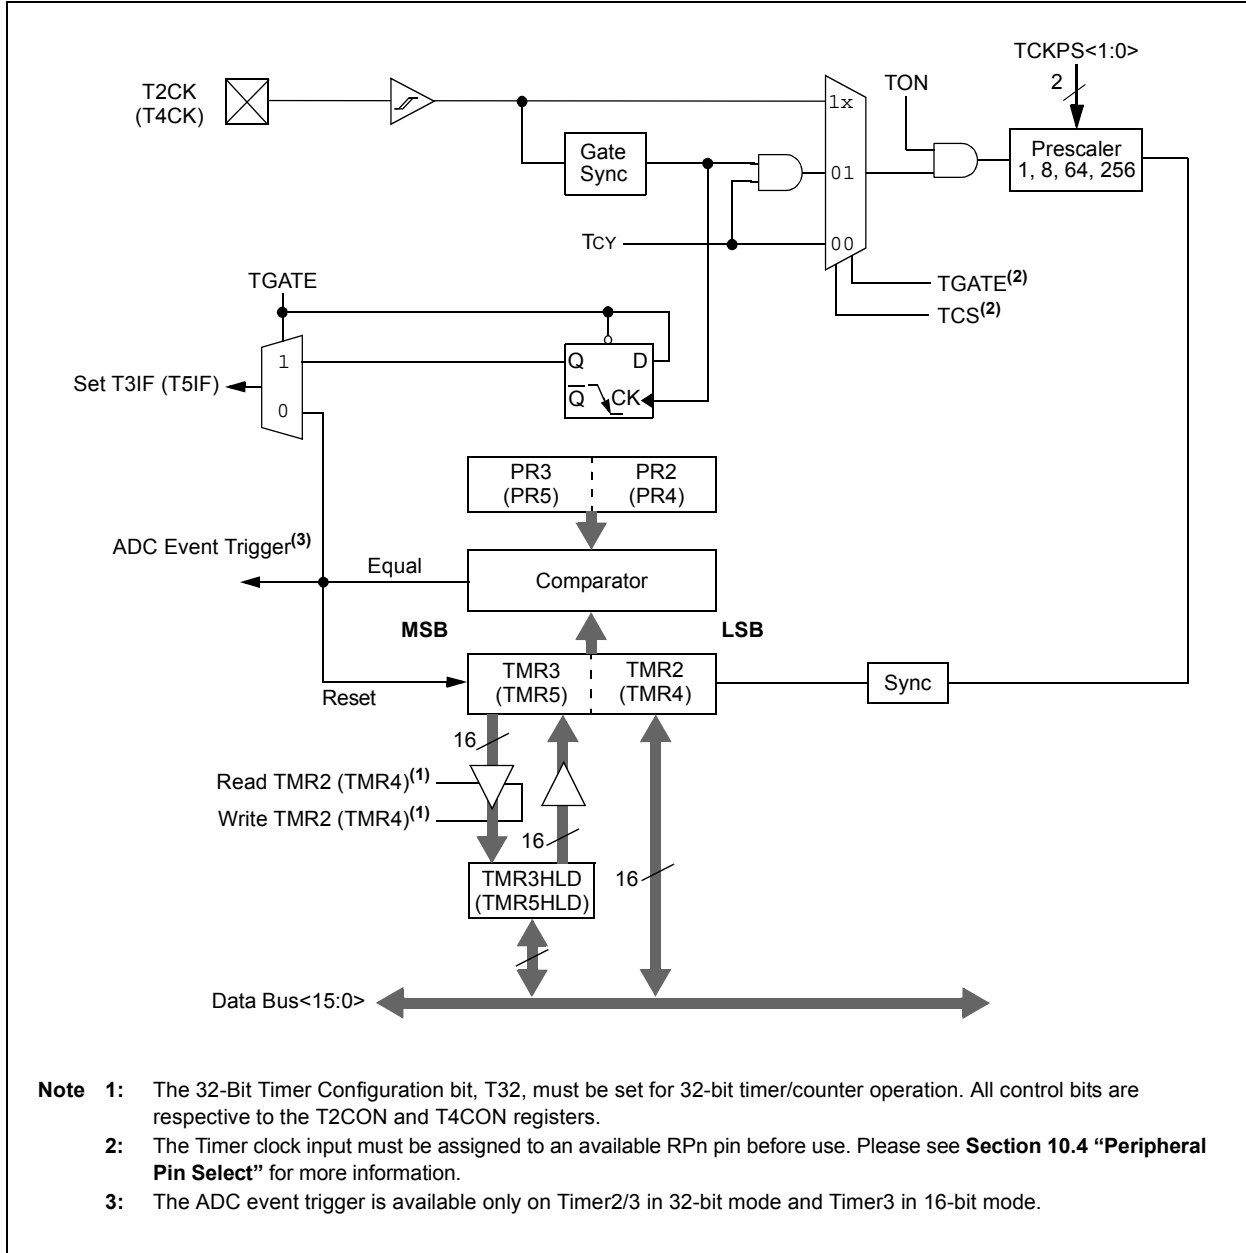 TCKPS<1:0>
2
T2CK
(T4CK)
TON
1x
Gate
Sync
01
Prescaler
1, 8, 64, 256
TCY
00
TGATE(2)
TCS(2)
TGATE
1
Q D
Set T3IF (T5IF)
0
Q CK
PR3
(PR5)
PR2
(PR4)
ADC Event Trigger(3)
Equal
Comparator
MSB
LSB
TMR3
(TMR5)
TMR2
(TMR4)
Sync
Reset
16
Read TMR2 (TMR4)(1)
Write TMR2 (TMR4)(1)
16
TMR3HLD
(TMR5HLD)
16
Data Bus<15:0>
Note 1: The 32-Bit Timer Configuration bit, T32, must be set for 32-bit timer/counter operation. All control bits are
respective to the T2CON and T4CON registers.
2: The Timer clock input must be assigned to an available RPn pin before use. Please see Section 10.4 “Peripheral
Pin Select” for more information.
3: The ADC event trigger is available only on Timer2/3 in 32-bit mode and Timer3 in 16-bit mode.